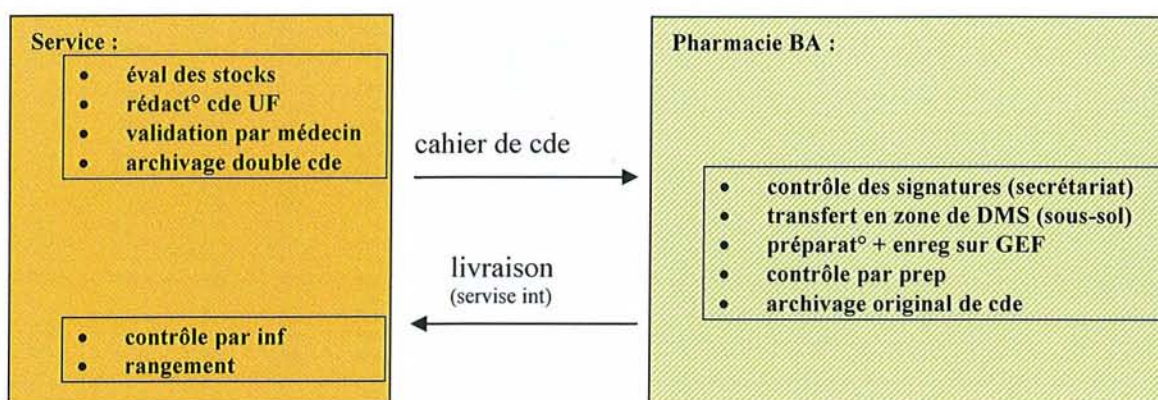 Service :
• éval des stocks
• rédact° cde UF
• validation par médecin
• archivage double cde
cahier de cde
Pharmacie BA :
• contrôle des signatures (secrétariat)
• transfert en zone de DMS (sous-sol)
• préparat° + enreg sur GEF
• contrôle par prep
• archivage original de cde
livraison
(servise int)
• contrôle par inf
• rangement